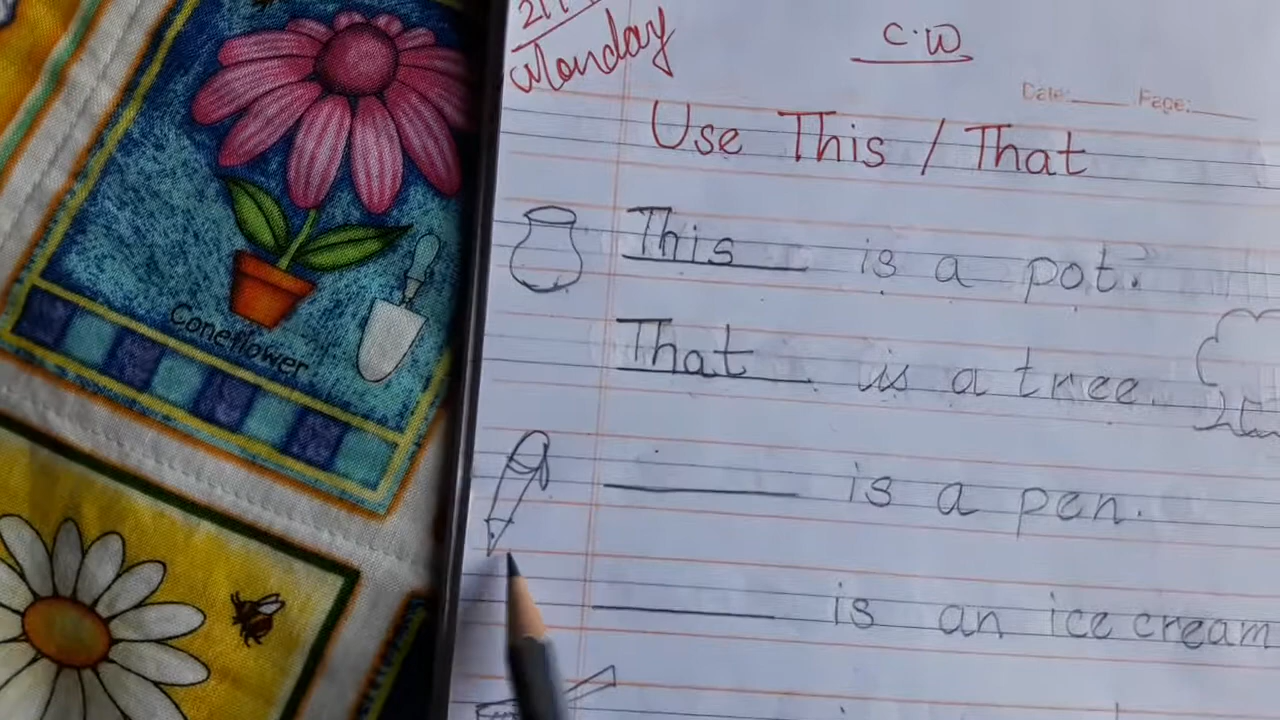 Monday
C.W
Date: Page:
Use This / That
This is a pot.
That is a tree.
is a pen.
is an ice cream
Coneflower